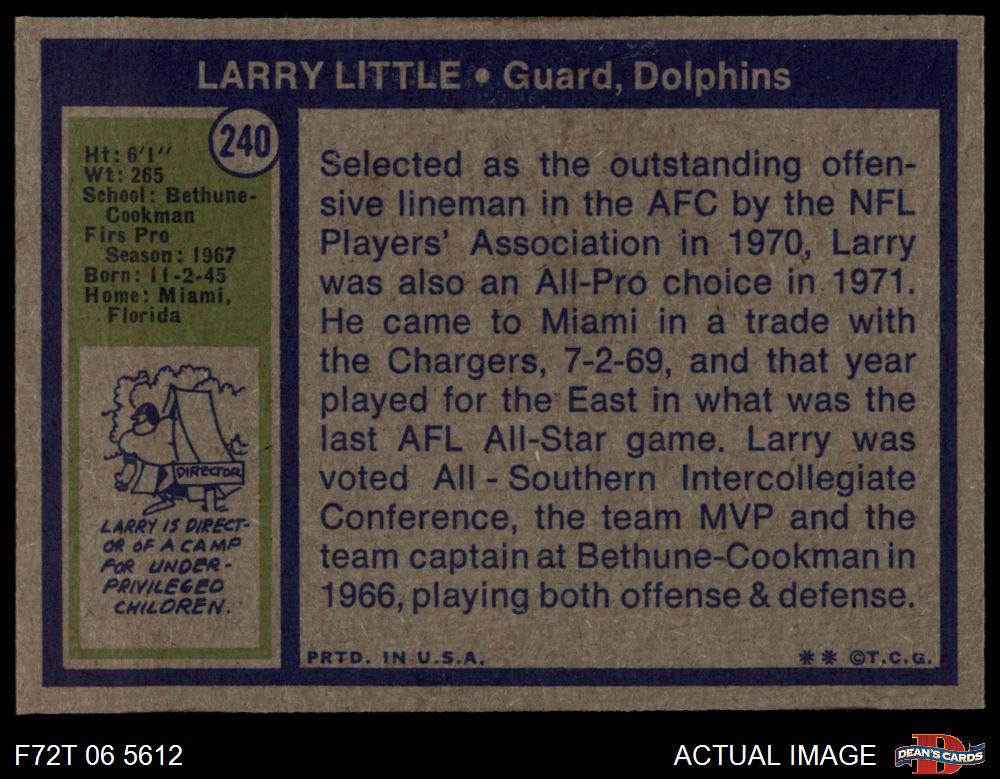 LARRY LITTLE • Guard, Dolphins
240
Ht: 6'1"
Wt: 265
School: Bethune-
Cookman
Firs Pro
Season: 1967
Born: 11-2-45
Home: Miami,
Florida
DIRECTOR
LARRY IS DIRECT-
OR OF A CAMP
FOR UNDER-
PRIVILEGED
CHILDREN.
Selected as the outstanding offen-
sive lineman in the AFC by the NFL
Players' Association in 1970, Larry
was also an All-Pro choice in 1971.
He came to Miami in a trade with
the Chargers, 7-2-69, and that year
played for the East in what was the
last AFL All-Star game. Larry was
voted All - Southern Intercollegiate
Conference, the team MVP and the
team captain at Bethune-Cookman in
1966, playing both offense & defense.
PRTD. IN U.S.A.
** ©T.C.G.
F72T 06 5612
ACTUAL IMAGE
D
DEAN'S CARDS